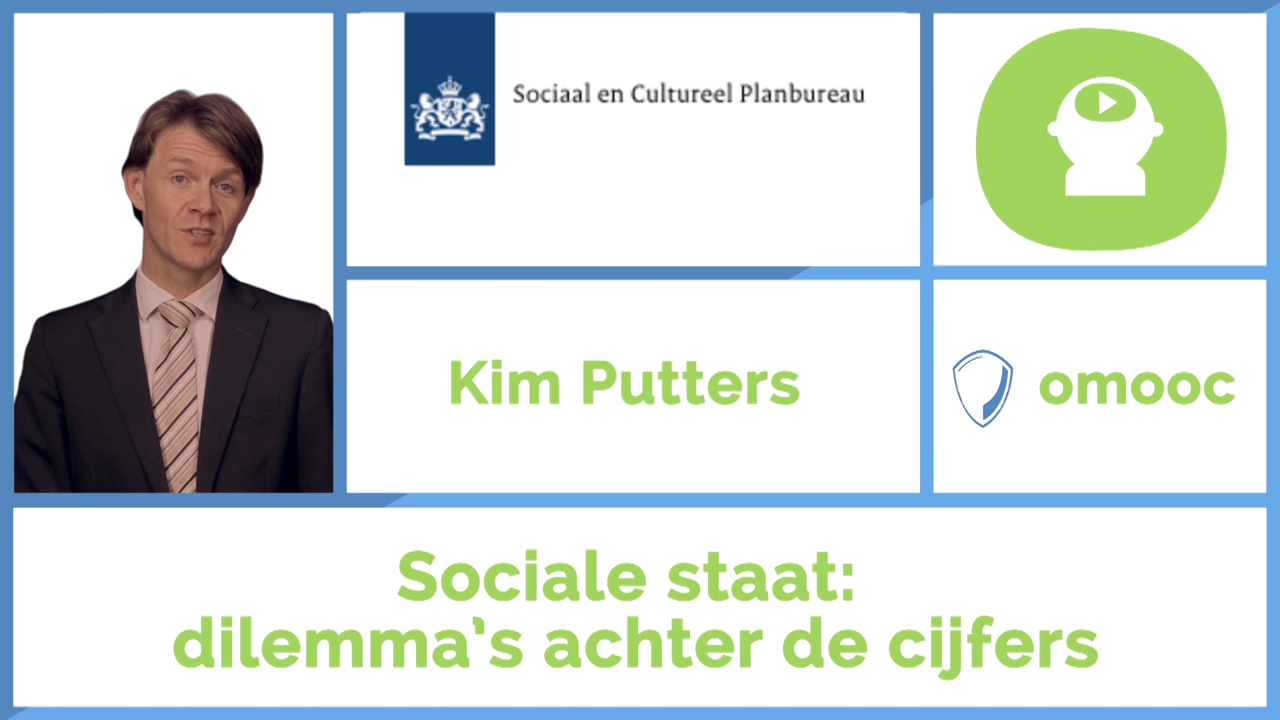 Sociaal en Cultureel Planbureau
Kim Putters
omooc
Sociale staat:
dilemma's achter de cijfers